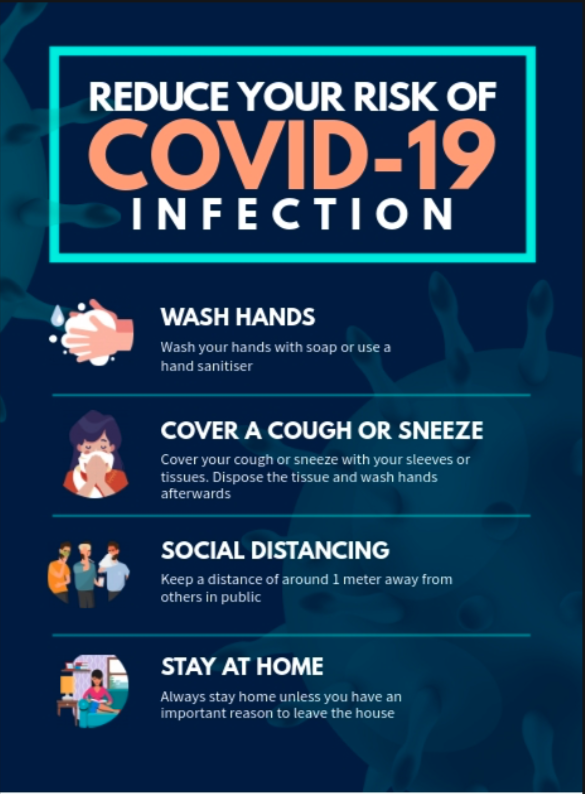 REDUCE YOUR RISK OF
COVID-19
INFECTION
WASH HANDS
Wash your hands with soap or use a
hand sanitiser
COVER A COUGH OR SNEEZE
Cover your cough or sneeze with your sleeves or
tissues. Dispose the tissue and wash hands
afterwards
SOCIAL DISTANCING
Keep a distance of around 1 meter away from
others in public
STAY AT HOME
Always stay home unless you have an
important reason to leave the house